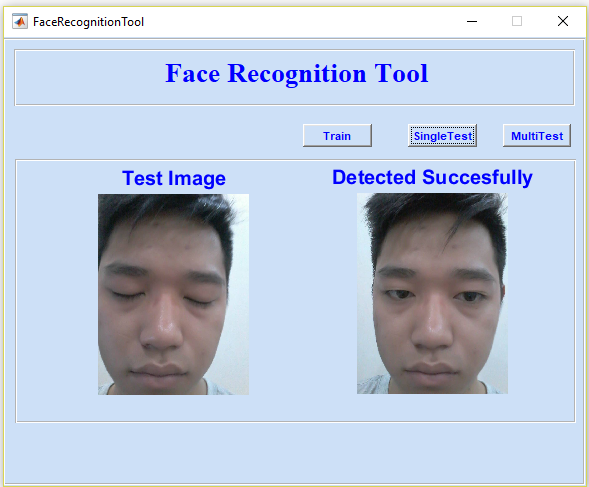 FaceRecognitionTool
Face Recognition Tool
Train SingleTest MultiTest
Test Image Detected Succesfully